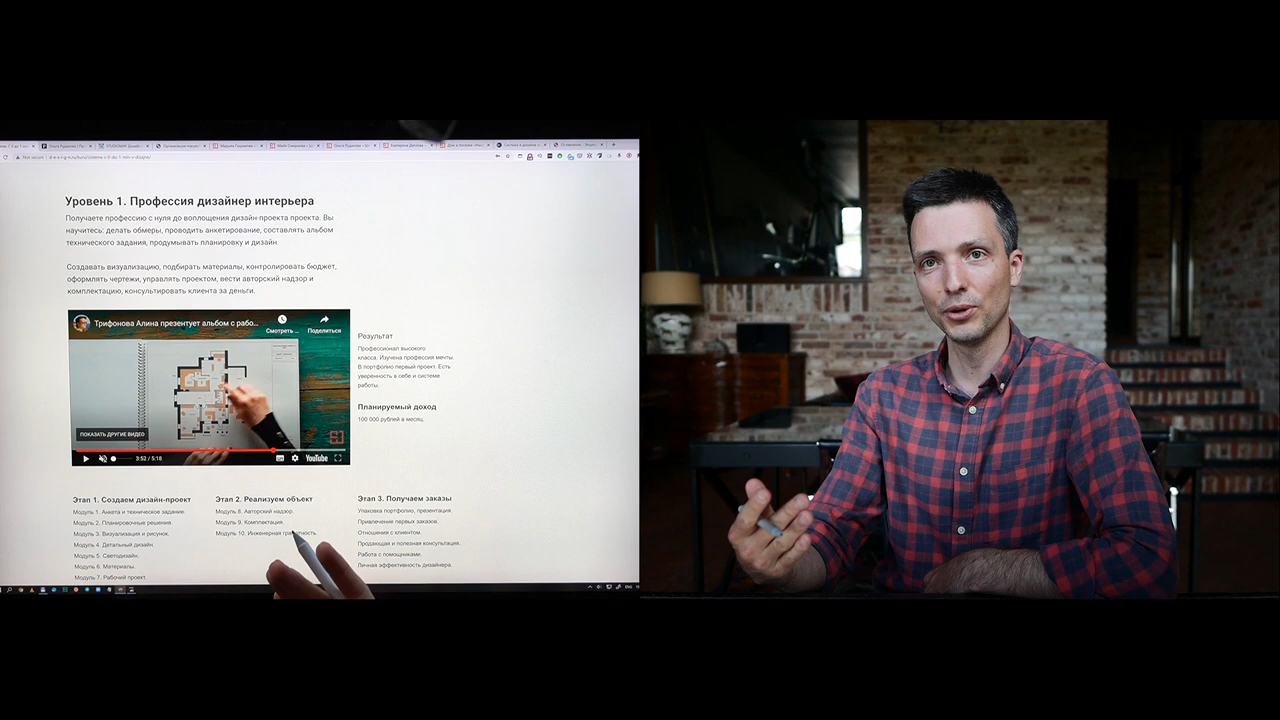 Not secure
Уровень 1. Профессия дизайнер интерьера
Получаете профессию с нуля до воплощения дизайн-проекта проекта. Вы
научитесь: делать обмеры, проводить анкетирование, составлять альбом
технического задания, продумывать планировку и дизайн.
Создавать визуализацию, подбирать материалы, контролировать бюджет,
оформлять чертежи, управлять проектом, вести авторский надзор и
комплектацию, консультировать клиента за деньги.
Трифонова Алина презентует альбом с рабо...
Смотреть ...
Поделиться
ПОКАЗАТЬ ДРУГИЕ ВИДЕО
3:52 / 5:18
YouTube
Результат
Профессионал высокого
класса. Изучена профессия мечты.
В портфолио первый проект. Есть
уверенность в себе и системе
работы.
Планируемый доход
100 000 рублей в месяц.
Этап 1. Создаем дизайн-проект
Модуль 1. Анкета и техническое задание.
Модуль 2. Планировочные решения.
Модуль 3. Визуализация и рисунок.
Модуль 4. Детальный дизайн.
Модуль 5. Светодизайн.
Модуль 6. Материалы.
Модуль 7. Рабочий проект.
Этап 2. Реализуем объект
Модуль 8. Авторский надзор.
Модуль 9. Комплектация.
Модуль 10. Инженерная грамотность.
Этап 3. Получаем заказы
Упаковка портфолио, презентация.
Привлечение первых заказов.
Отношения с клиентом.
Продающая и полезная консультация.
Работа с помощниками.
Личная эффективность дизайнера.
ENG